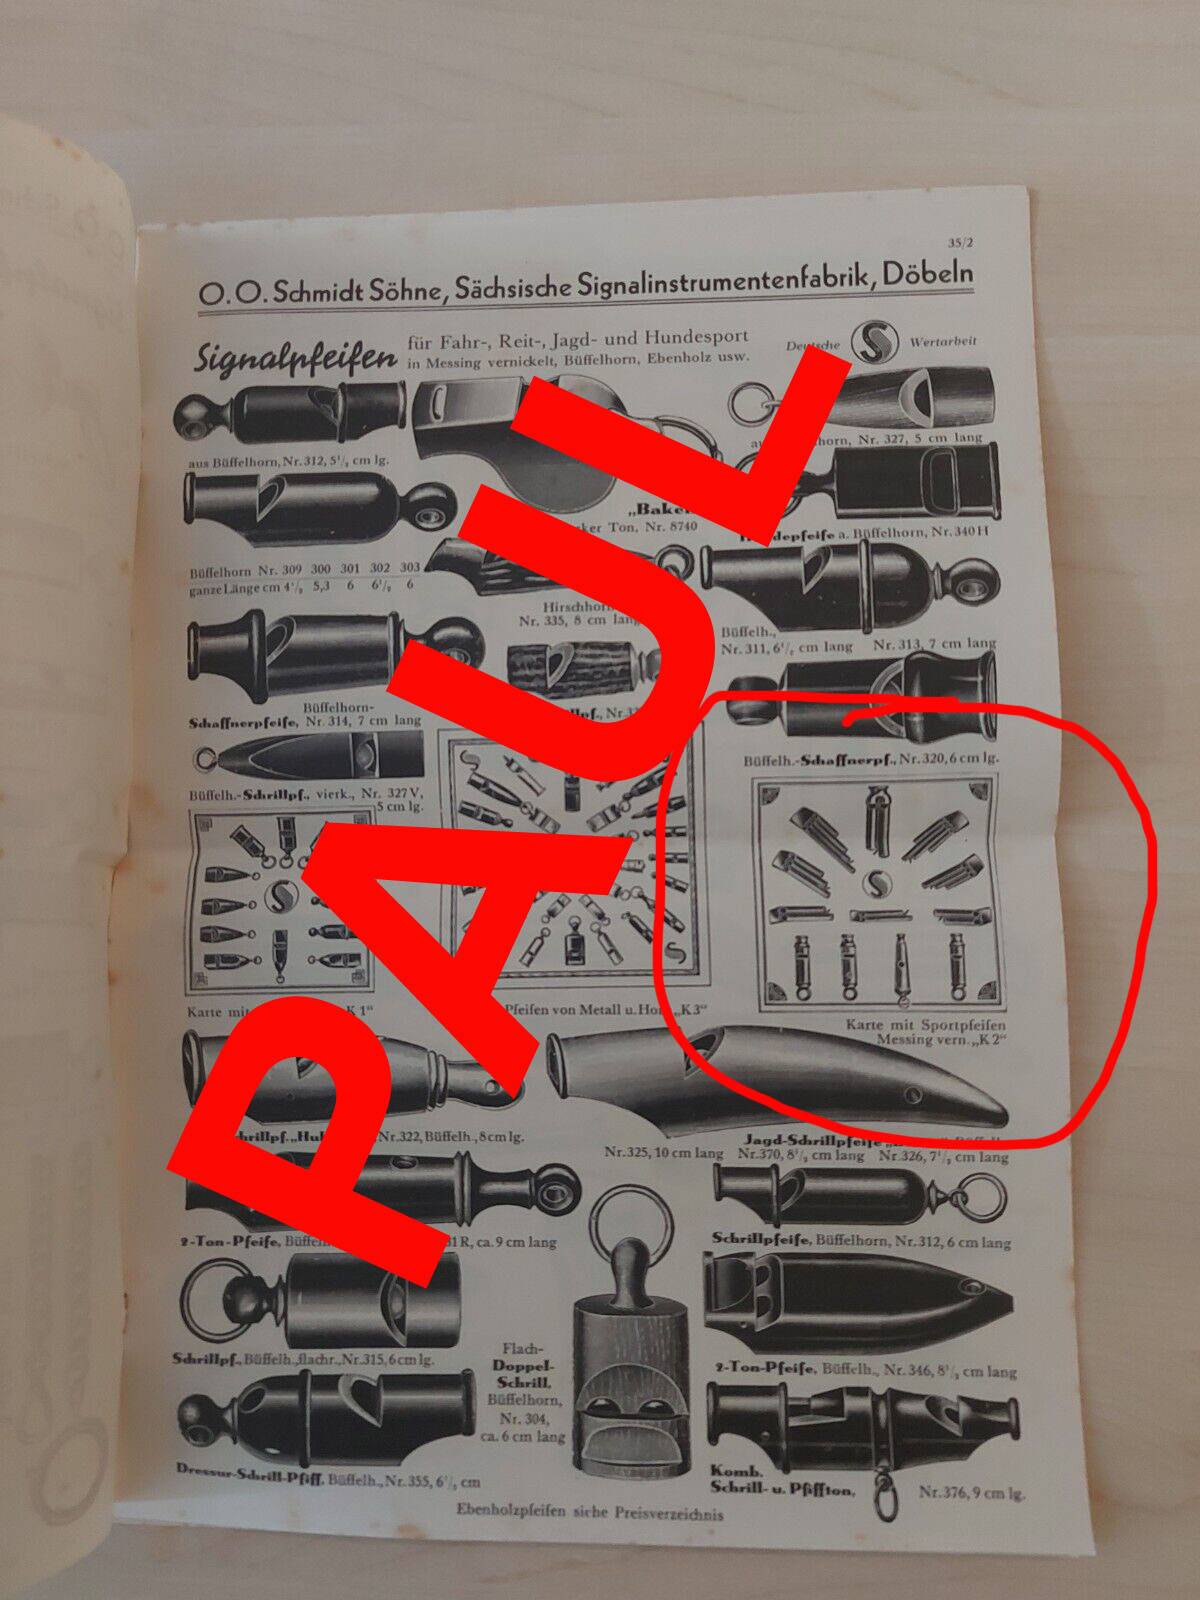 35/2
O. O. Schmidt Söhne, Sächsische Signalinstrumentenfabrik, Döbeln
Signalpfeifen für Fahr-, Reit-, Jagd- und Hundesport
in Messing vernickelt, Büffelhorn, Ebenholz usw.
Deutsche S Wertarbeit
aus Büffelhorn, Nr. 312, 5½ cm lg.
Nr. 327, 5 cm lang
Ton, Nr. 8740
a. Büffelhorn, Nr. 340 H
Büffelhorn Nr. 309 300 301 302 303
ganze Länge cm 4½ 5,3 6 6½ 6
Nr. 335, 8 cm lang
Büffelh.,
Nr. 311, 6½ cm lang Nr. 313, 7 cm lang
Büffelhorn-
Schaffnerpfeife, Nr. 314, 7 cm lang
Büffelh.-Schaffnerpf., Nr. 320, 6 cm lg.
Büffelh.-Schrillpf., vierk., Nr. 327 V,
5 cm lg.
PAUL
Karte mit K 1"
Pfeifen von Metall u. „K 3"
Karte mit Sportpfeifen
Messing vern. „K 2"
Nr. 322, Büffelh., 8 cm lg.
Jagd-Schrillpfeife
Nr. 325, 10 cm lang Nr. 370, 8½ cm lang Nr. 326, 7½ cm lang
2-Ton-Pfeife, ca. 9 cm lang
Schrillpfeife, Büffelhorn, Nr. 312, 6 cm lang
Schrillpf., Büffelh., flachr., Nr. 315, 6 cm lg.
Flach-
Doppel-
Schrill,
Büffelhorn,
Nr. 304,
ca. 6 cm lang
2-Ton-Pfeife, Büffelh., Nr. 346, 8½ cm lang
Dressur-Schrill-Pfiff, Büffelh., Nr. 355, 6½ cm
Komb.
Schrill- u. Pfiffton, Nr. 376, 9 cm lg.
Ebenholzpfeifen siehe Preisverzeichnis